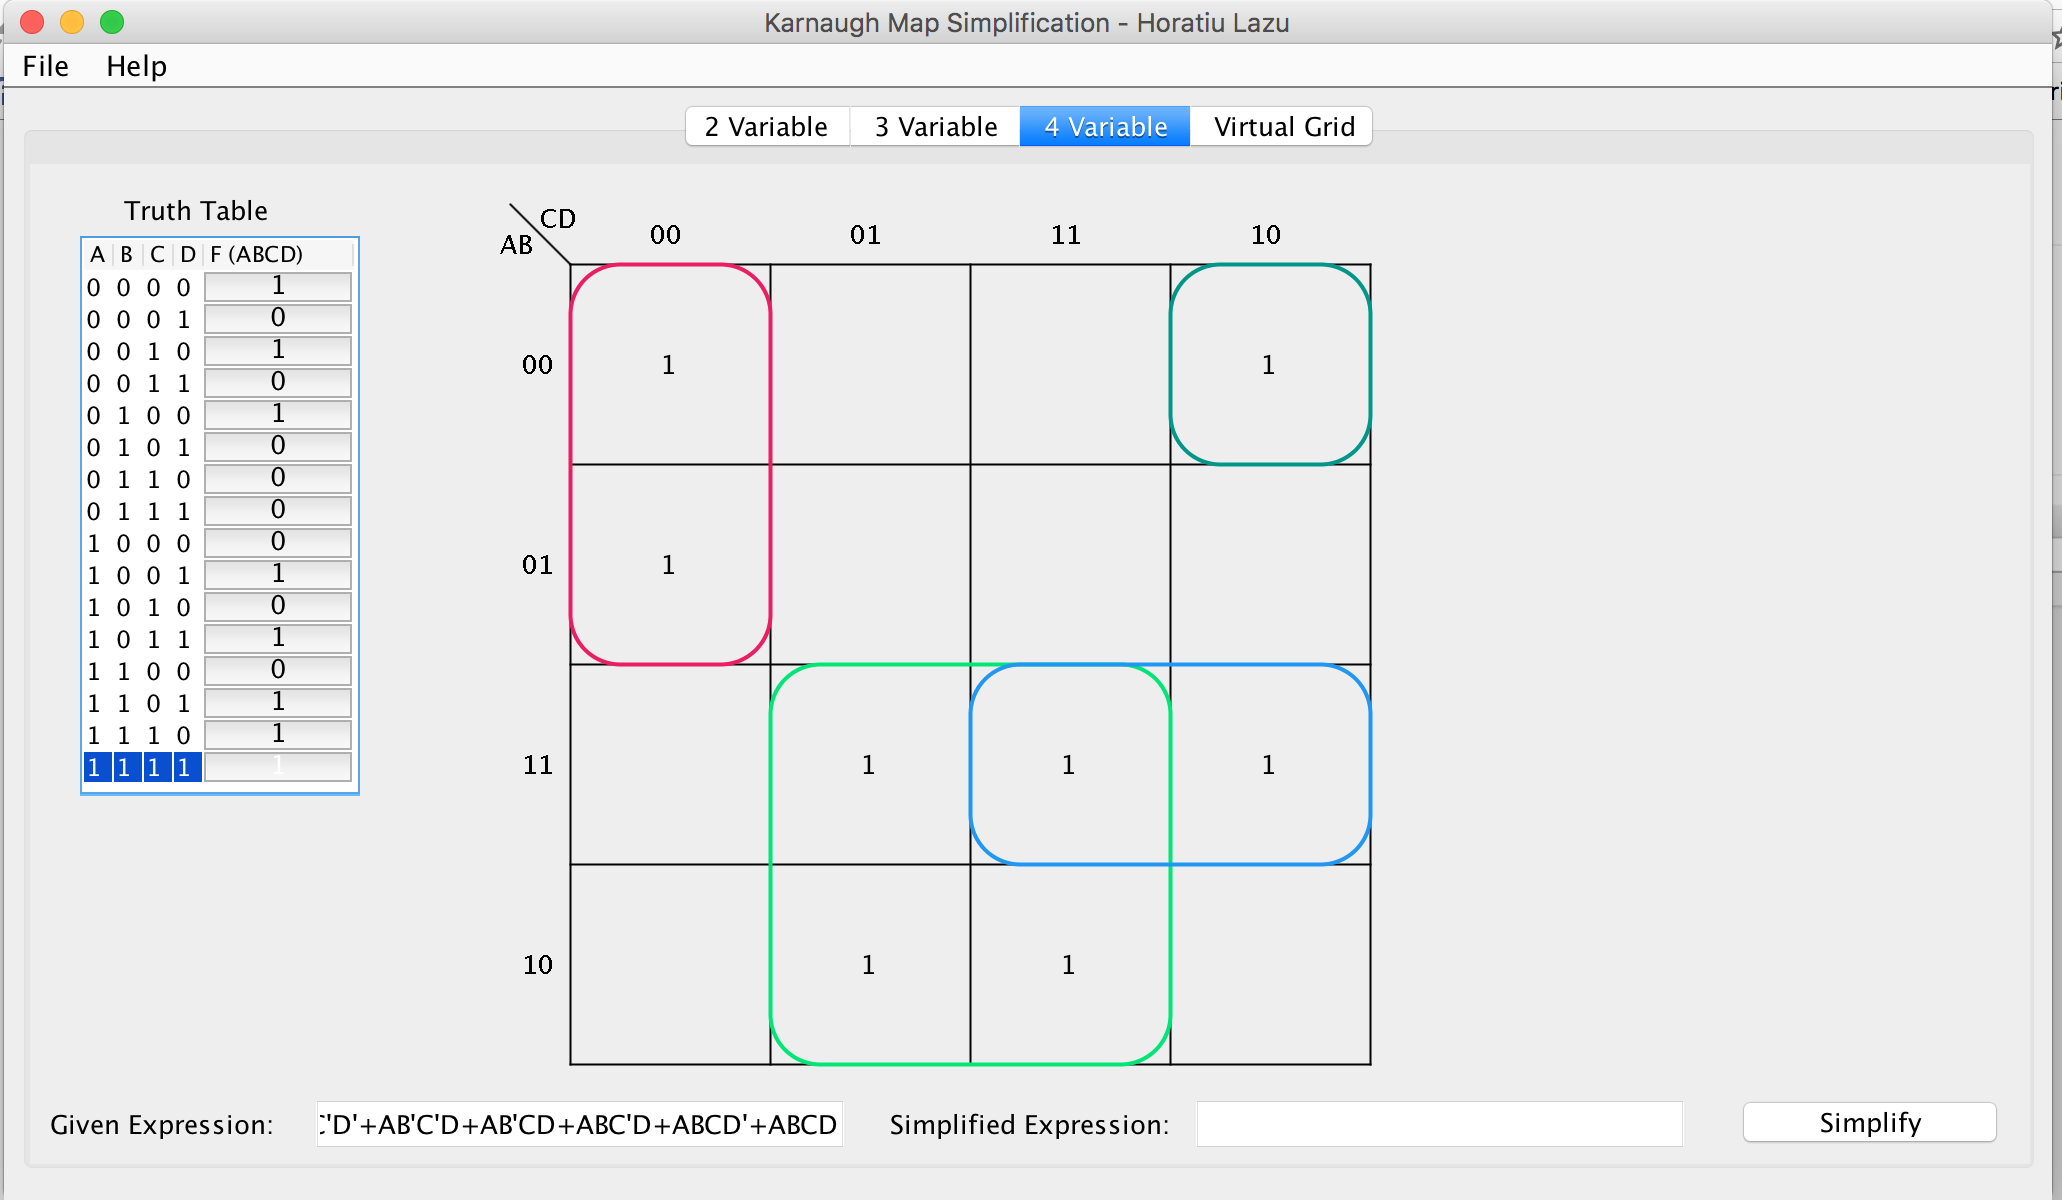 Karnaugh Map Simplification - Horatiu Lazu
File Help
2 Variable 3 Variable 4 Variable Virtual Grid
Truth Table
A B C D F (ABCD)
0 0 0 0 1
0 0 0 1 0
0 0 1 0 1
0 0 1 1 0
0 1 0 0 1
0 1 0 1 0
0 1 1 0 0
0 1 1 1 0
1 0 0 0 0
1 0 0 1 1
1 0 1 0 0
1 0 1 1 1
1 1 0 0 0
1 1 0 1 1
1 1 1 0 1
1 1 1 1 1
CD
AB
00 01 11 10
00 1 1
01 1
11 1 1 1
10 1 1
Given Expression: C'D'+AB'C'D+AB'CD+ABC'D+ABCD'+ABCD Simplified Expression: Simplify